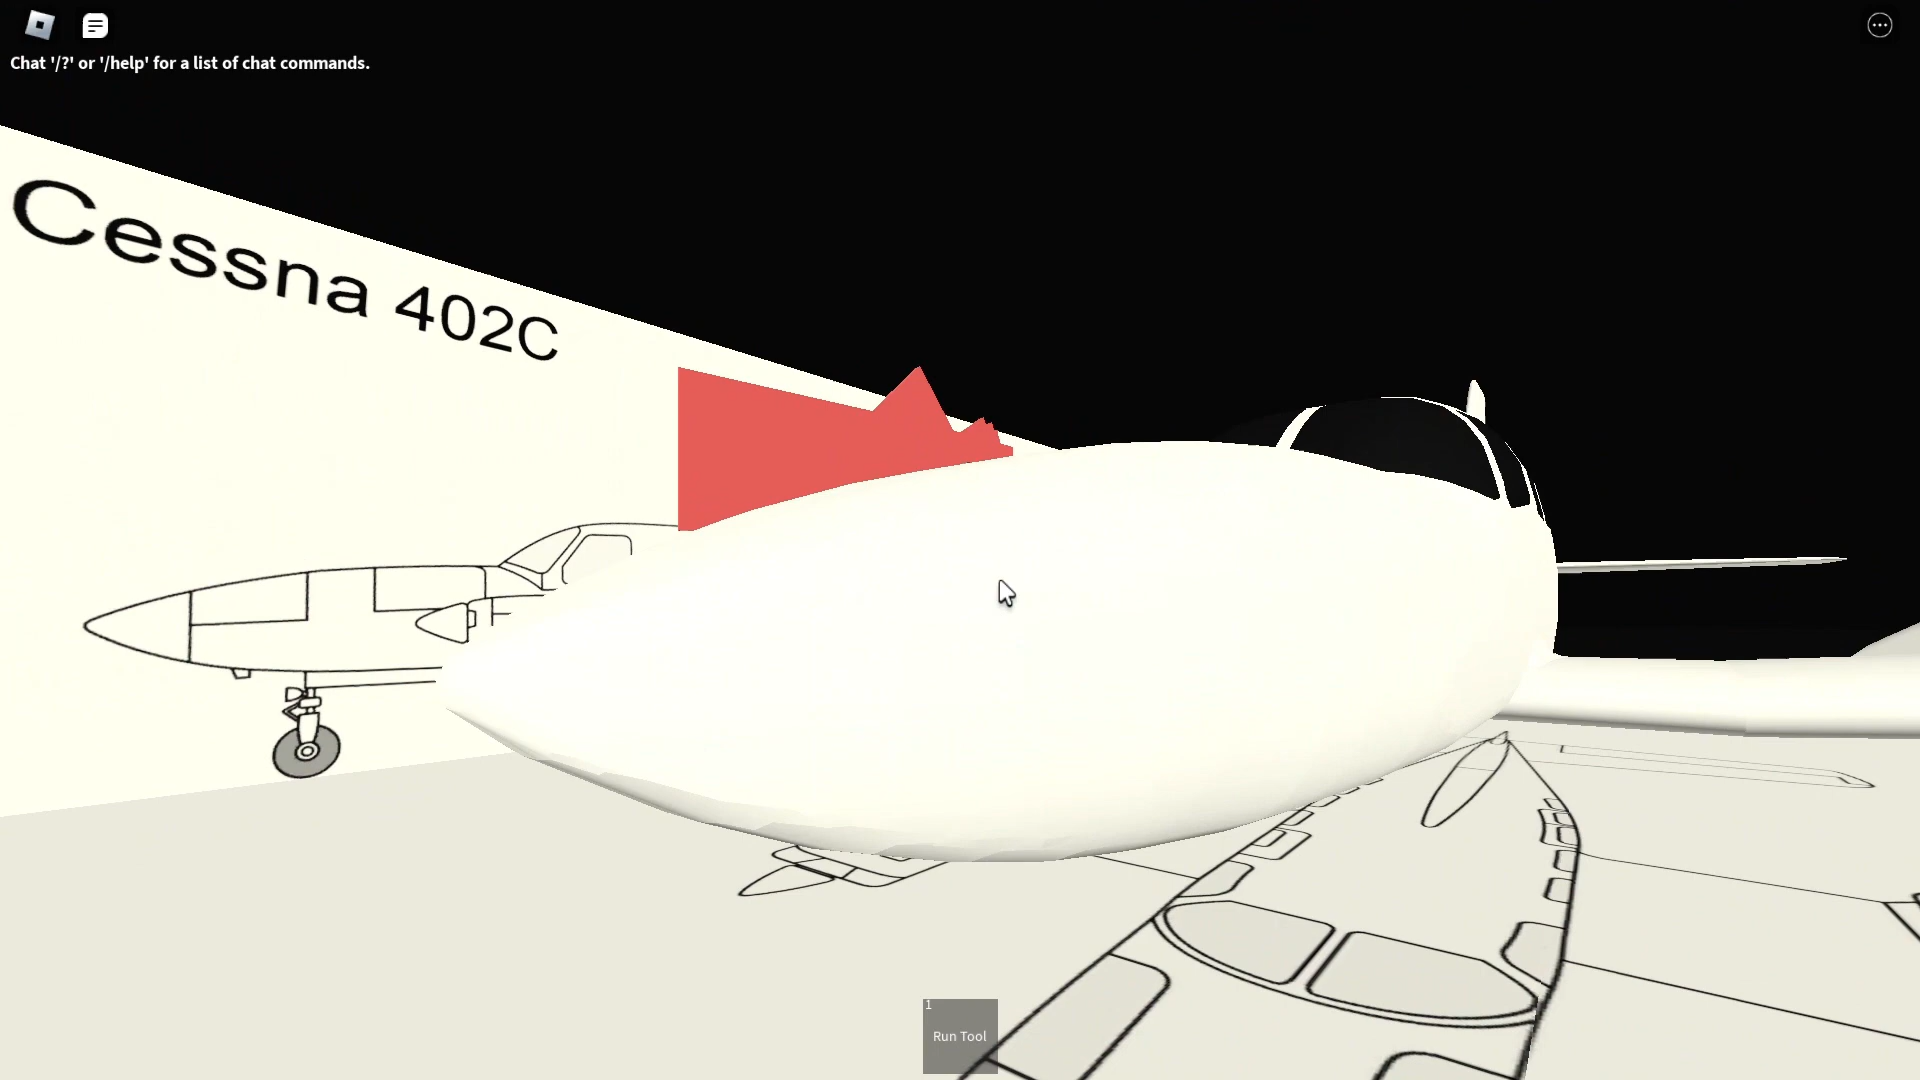 Chat '/?' or '/help' for a list of chat commands.
Cessna 402C
1
Run Tool